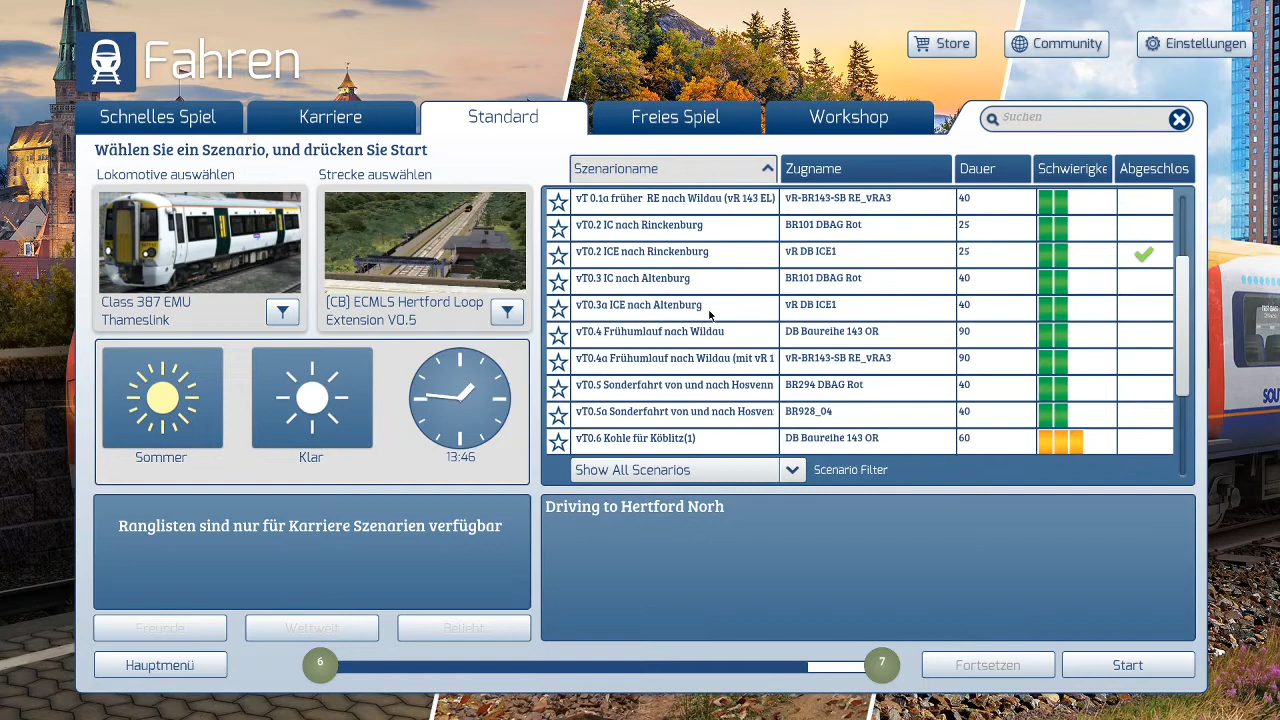 Fahren
Store
Community
Einstellungen
Schnelles Spiel
Karriere
Standard
Freies Spiel
Workshop
Suchen
Wählen Sie ein Szenario, und drücken Sie Start
Lokomotive auswählen
Strecke auswählen
Class 387 EMU
Thameslink
[CB] ECMLS Hertford Loop
Extension V0.5
Sommer
Klar
13:46
Szenarioname
Zugname
Dauer
Schwierigke
Abgeschlos
vT 0.1a früher RE nach Wildau (vR 143 EL) vR-BR143-SB RE_vRA3 40
vT0.2 IC nach Rinckenburg BR101 DBAG Rot 25
vT0.2 ICE nach Rinckenburg vR DB ICE1 25
vT0.3 IC nach Altenburg BR101 DBAG Rot 40
vT0.3a ICE nach Altenburg vR DB ICE1 40
vT0.4 Frühumlauf nach Wildau DB Baureihe 143 OR 90
vT0.4a Frühumlauf nach Wildau (mit vR 1 vR-BR143-SB RE_vRA3 90
vT0.5 Sonderfahrt von und nach Hosvenn BR294 DBAG Rot 40
vT0.5a Sonderfahrt von und nach Hosven BR928_04 40
vT0.6 Kohle für Köblitz(1) DB Baureihe 143 OR 60
Show All Scenarios
Scenario Filter
Ranglisten sind nur für Karriere Szenarien verfügbar
Driving to Hertford Norh
Freunde
Weltweit
Beliebt
Hauptmenü
6
7
Fortsetzen
Start